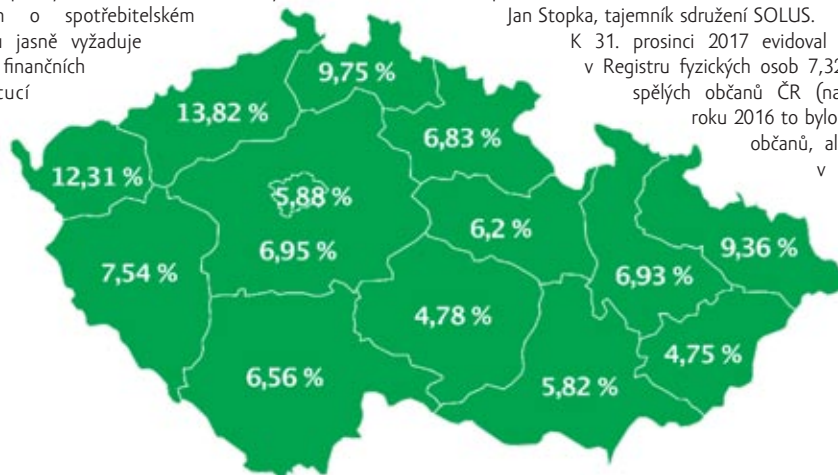 o spotřebitelském
jasně vyžaduje
finančních
cucí
Jan Stopka, tajemník sdružení SOLUS.
K 31. prosinci 2017 evidoval
v Registru fyzických osob 7,32
spělých občanů ČR (na
roku 2016 to bylo
občanů, al
v
9,75 %
13,82 %
6,83 %
12,31 %
5,88 %
6,2 %
9,36 %
6,95 %
7,54 %
6,93 %
4,78 %
4,75 %
6,56 %
5,82 %